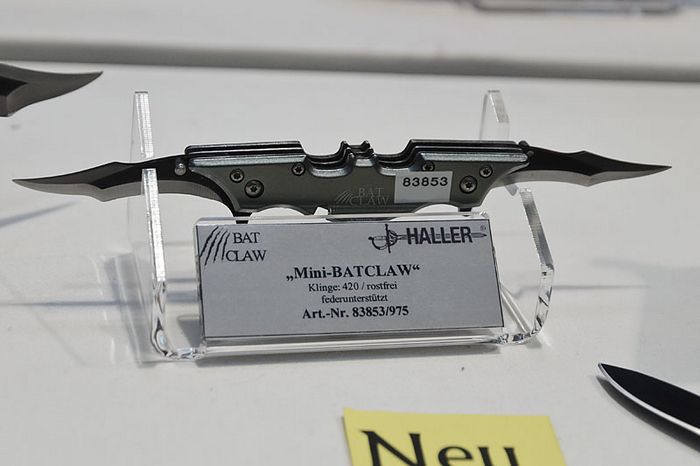 BAT
CLAW
83853
BAT
CLAW
HALLER®
„Mini-BATCLAW“
Klinge: 420 / rostfrei
federunterstützt
Art.-Nr. 83853/975
Neu